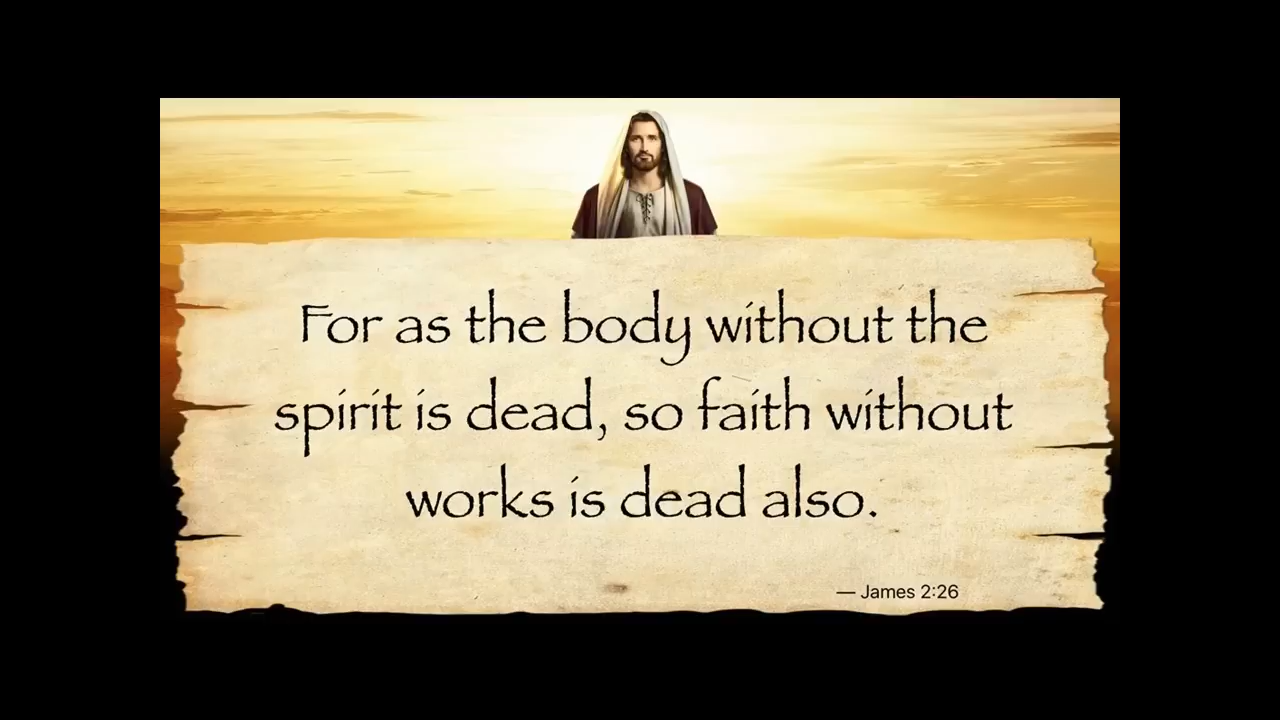 For as the body without the
spirit is dead, so faith without
works is dead also.
— James 2:26